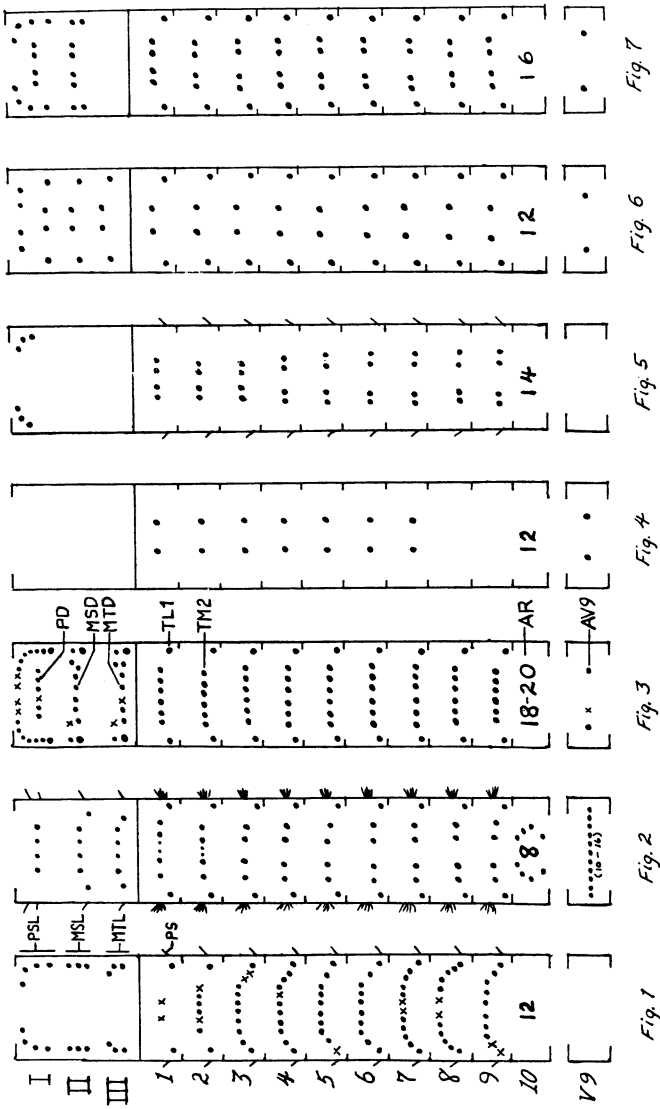 Fig. 7
Fig. 6
Fig. 5
Fig. 4
Fig. 3
Fig. 2
Fig. 1
16
12
14
12
18-20
8
12
PD
MSD
MTD
TL1
TM2
AR
AV9
PSL
MSL
MTL
PS
(10-16)
I
II
III
1
2
3
4
5
6
7
8
9
10
V9